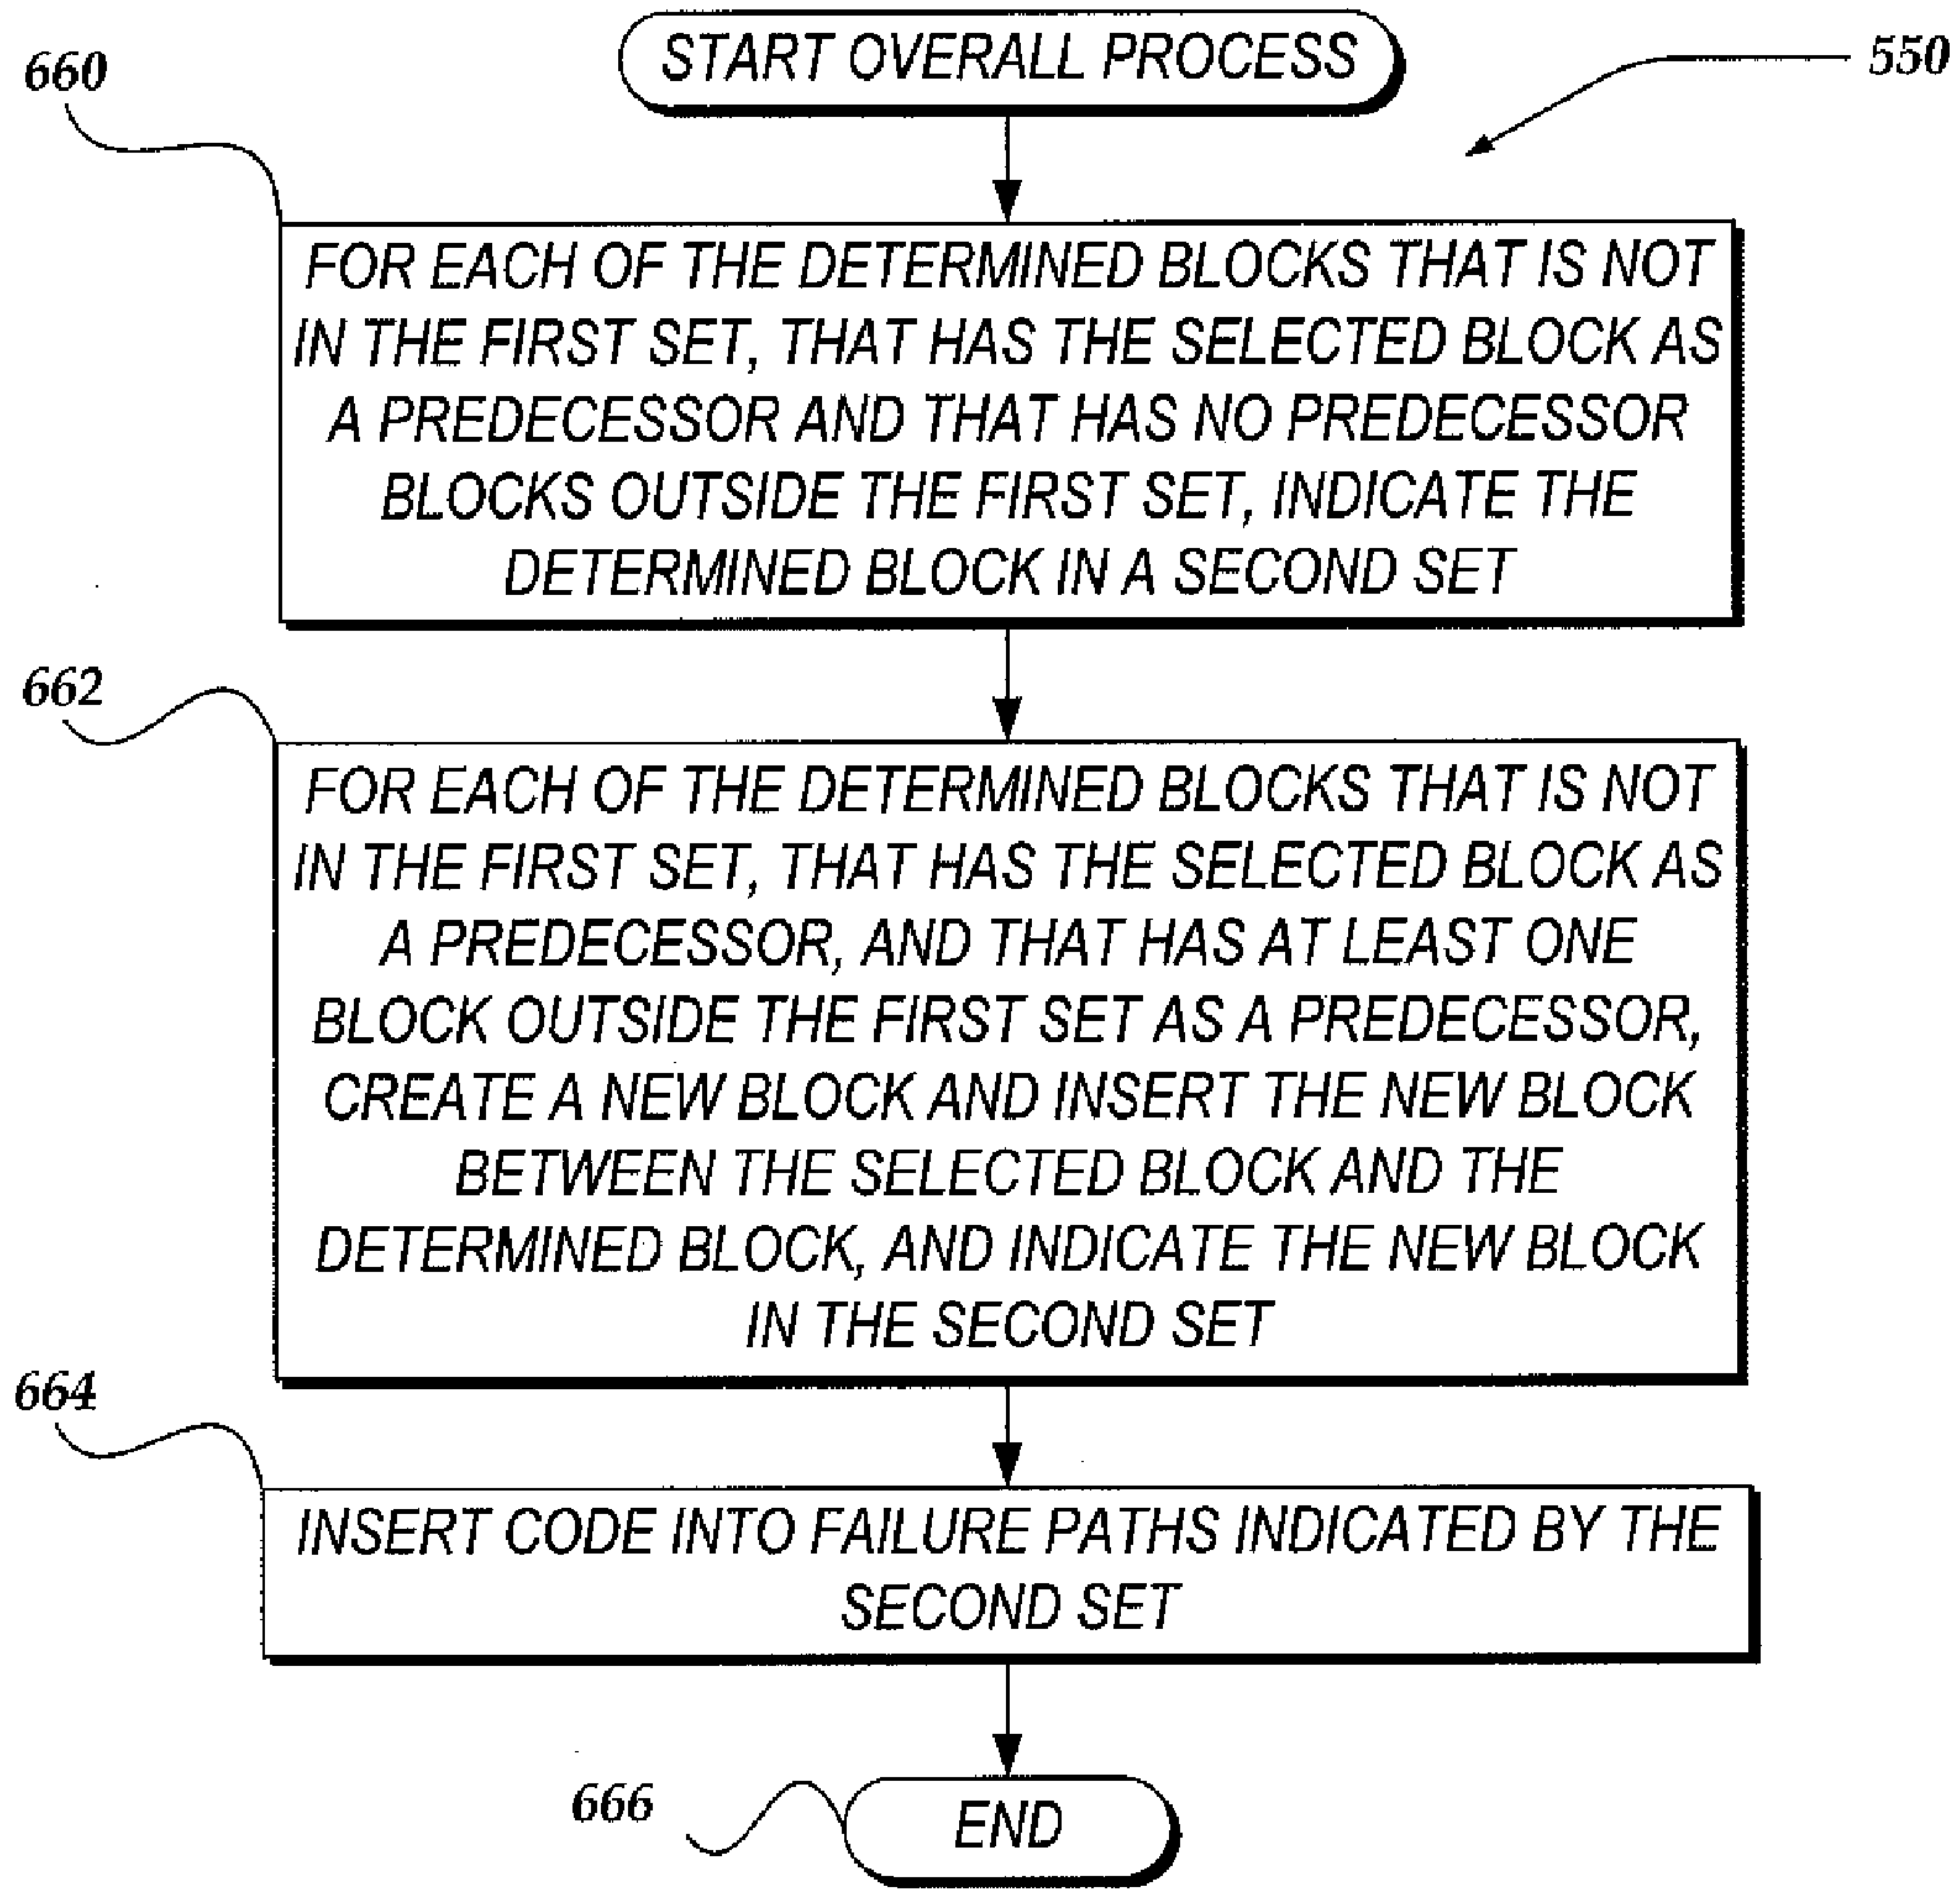 START OVERALL PROCESS
550
660
FOR EACH OF THE DETERMINED BLOCKS THAT IS NOT
IN THE FIRST SET, THAT HAS THE SELECTED BLOCK AS
A PREDECESSOR AND THAT HAS NO PREDECESSOR
BLOCKS OUTSIDE THE FIRST SET, INDICATE THE
DETERMINED BLOCK IN A SECOND SET
662
FOR EACH OF THE DETERMINED BLOCKS THAT IS NOT
IN THE FIRST SET, THAT HAS THE SELECTED BLOCK AS
A PREDECESSOR, AND THAT HAS AT LEAST ONE
BLOCK OUTSIDE THE FIRST SET AS A PREDECESSOR,
CREATE A NEW BLOCK AND INSERT THE NEW BLOCK
BETWEEN THE SELECTED BLOCK AND THE
DETERMINED BLOCK, AND INDICATE THE NEW BLOCK
IN THE SECOND SET
664
INSERT CODE INTO FAILURE PATHS INDICATED BY THE
SECOND SET
666
END